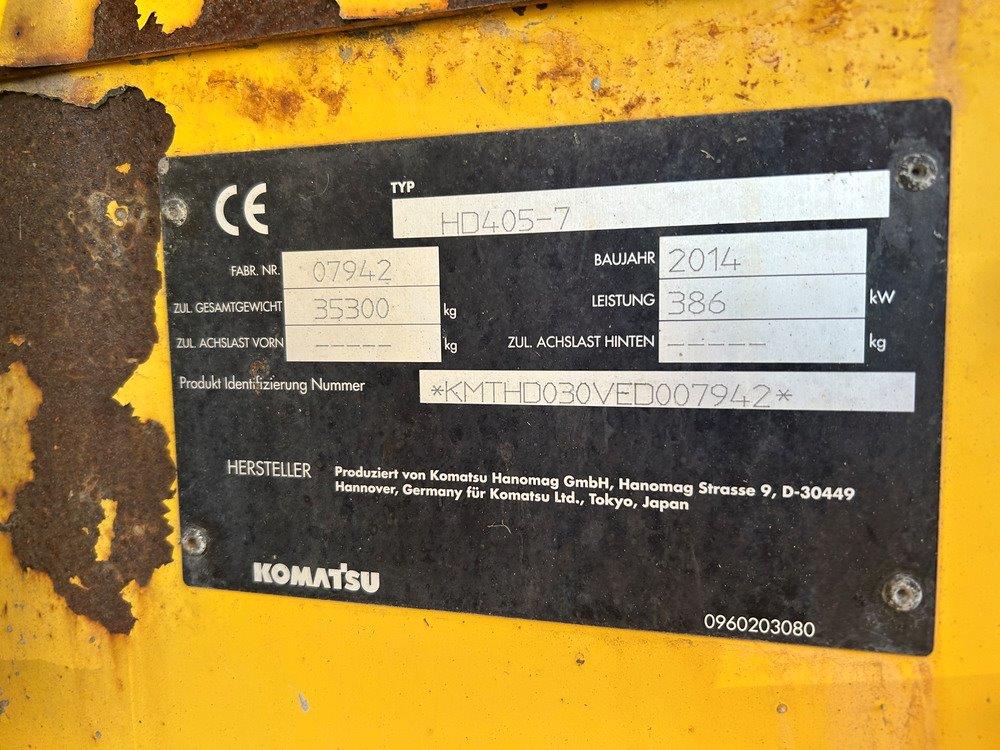 CE
TYP HD405-7
FABR. NR. 07942 BAUJAHR 2014
ZUL. GESAMTGEWICHT 35300 kg LEISTUNG 386 kW
ZUL. ACHSLAST VORN ----- kg ZUL. ACHSLAST HINTEN ----- kg
Produkt Identifizierung Nummer *KMTHD030VED007942*
HERSTELLER Produziert von Komatsu Hanomag GmbH, Hanomag Strasse 9, D-30449
Hannover, Germany für Komatsu Ltd., Tokyo, Japan
KOMATSU
0960203080